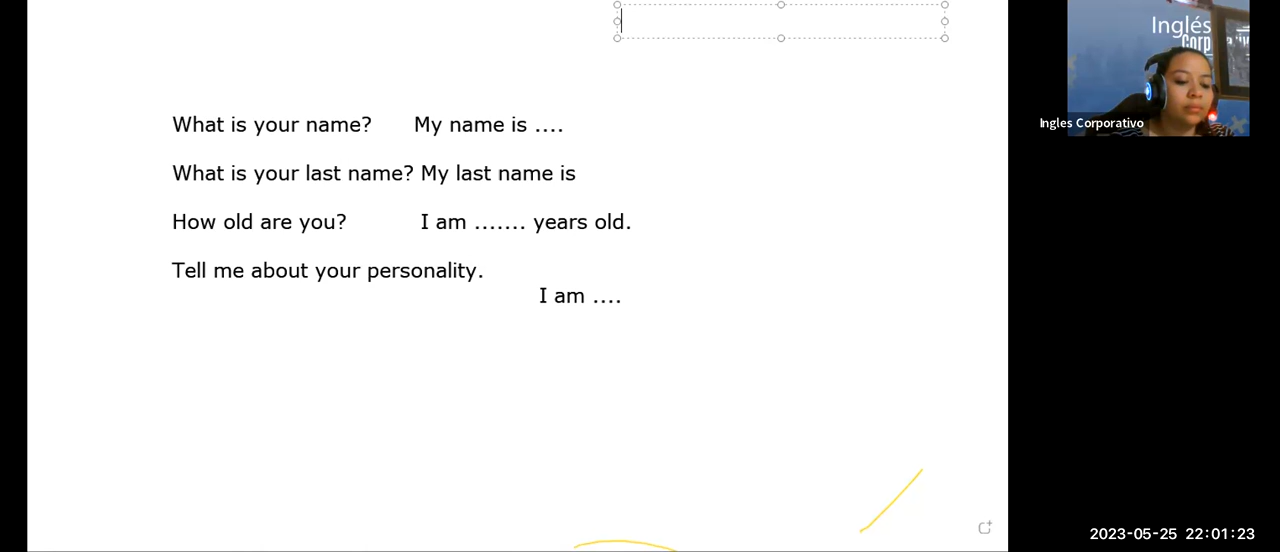 What is your name? My name is ....
What is your last name? My last name is
How old are you? I am ....... years old.
Tell me about your personality.
I am ....
Inglés
Ingles Corporativo
2023-05-25 22:01:23